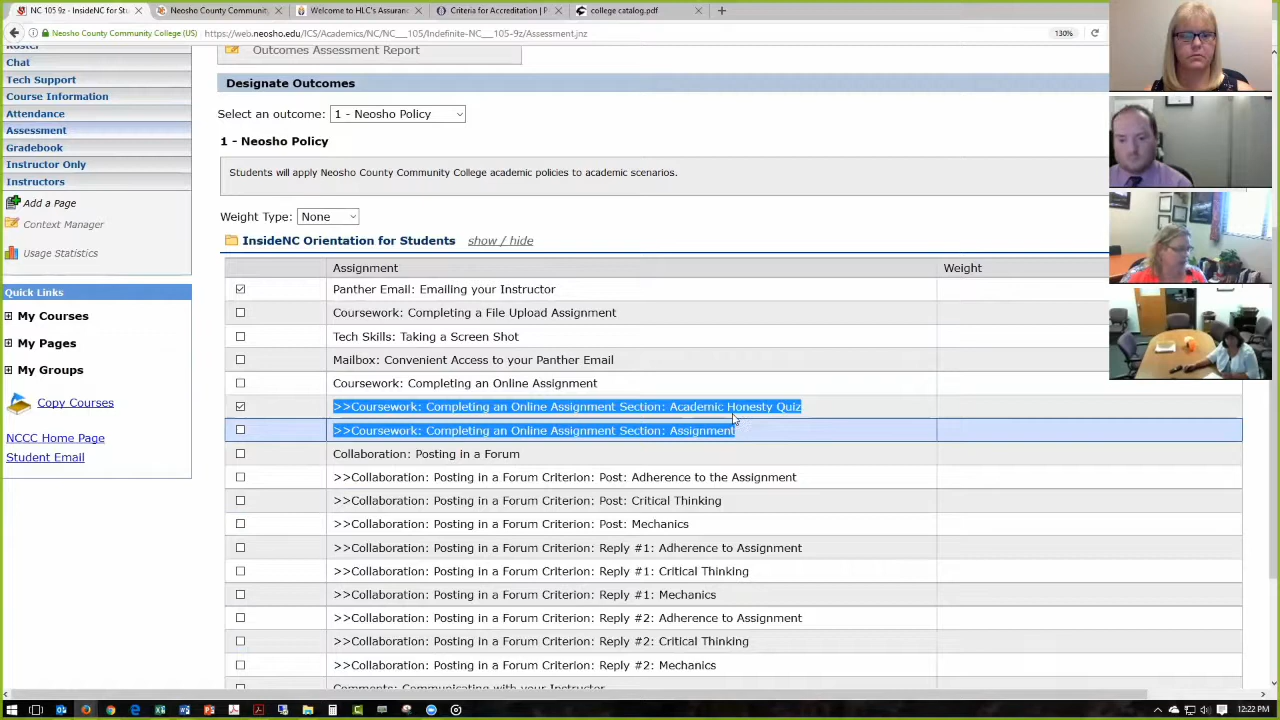 NC 105 9z - InsideNC for Stu
Neosho County Community
Welcome to HLC's Assuranc
Criteria for Accreditation | P
college catalog.pdf
Neosho County Community College (US)
https://web.neosho.edu/ICS/Academics/NC/NC___105/Indefinite-NC___105-9z/Assessment.jnz
130%
Roster
Chat
Tech Support
Course Information
Attendance
Assessment
Gradebook
Instructor Only
Instructors
Add a Page
Context Manager
Usage Statistics
Quick Links
My Courses
My Pages
My Groups
Copy Courses
NCCC Home Page
Student Email
Outcomes Assessment Report
Designate Outcomes
Select an outcome: 1 - Neosho Policy
1 - Neosho Policy
Students will apply Neosho County Community College academic policies to academic scenarios.
Weight Type: None
InsideNC Orientation for Students show / hide
Assignment Weight
Panther Email: Emailing your Instructor
Coursework: Completing a File Upload Assignment
Tech Skills: Taking a Screen Shot
Mailbox: Convenient Access to your Panther Email
Coursework: Completing an Online Assignment
>>Coursework: Completing an Online Assignment Section: Academic Honesty Quiz
>>Coursework: Completing an Online Assignment Section: Assignment
Collaboration: Posting in a Forum
>>Collaboration: Posting in a Forum Criterion: Post: Adherence to the Assignment
>>Collaboration: Posting in a Forum Criterion: Post: Critical Thinking
>>Collaboration: Posting in a Forum Criterion: Post: Mechanics
>>Collaboration: Posting in a Forum Criterion: Reply #1: Adherence to Assignment
>>Collaboration: Posting in a Forum Criterion: Reply #1: Critical Thinking
>>Collaboration: Posting in a Forum Criterion: Reply #1: Mechanics
>>Collaboration: Posting in a Forum Criterion: Reply #2: Adherence to Assignment
>>Collaboration: Posting in a Forum Criterion: Reply #2: Critical Thinking
>>Collaboration: Posting in a Forum Criterion: Reply #2: Mechanics
Comments: Communicating with your Instructor
12:22 PM